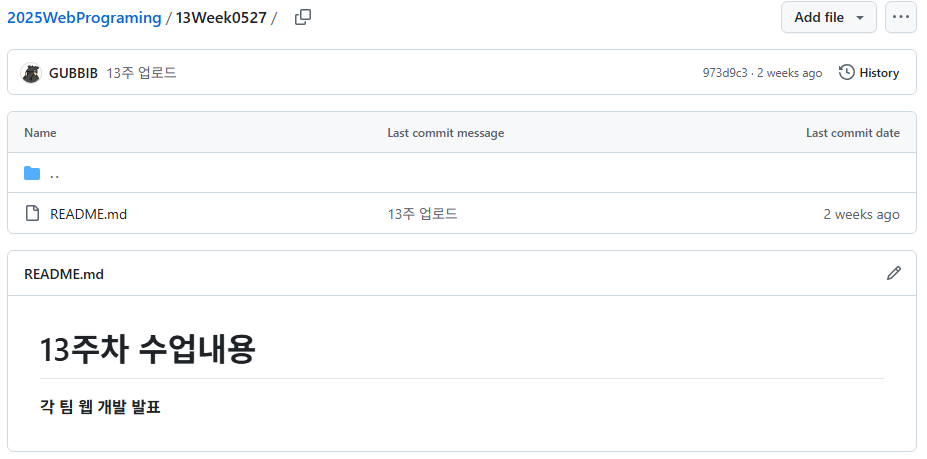 2025WebPrograming / 13Week0527 /
Add file
GUBBIB 13주 업로드 973d9c3 · 2 weeks ago History
Name Last commit message Last commit date
..
README.md 13주 업로드 2 weeks ago
README.md
13주차 수업내용
각 팀 웹 개발 발표